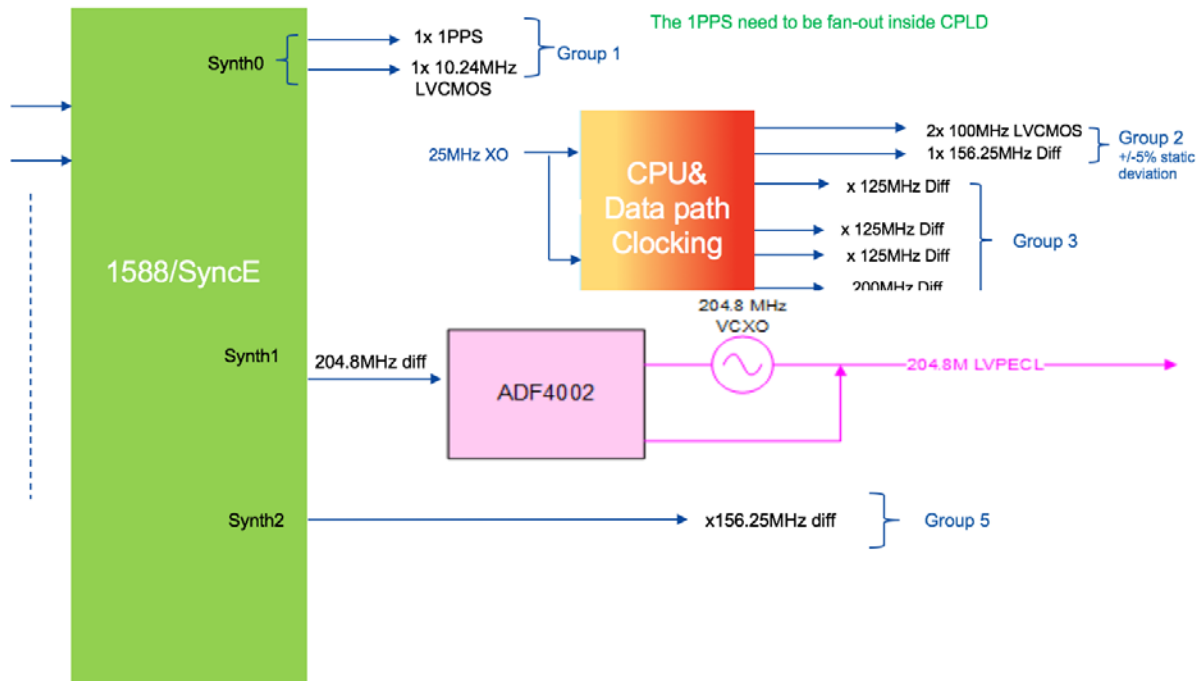 The 1PPS need to be fan-out inside CPLD
1x 1PPS
Synth0
Group 1
1x 10.24MHz
LVCMOS
2x 100MHz LVCMOS
Group 2
25MHz XO
CPU&
Data path
Clocking
1x 156.25MHz Diff
+/-5% static
deviation
x 125MHz Diff
x 125MHz Diff
Group 3
x 125MHz Diff
1588/SyncE
200MHz Diff
204.8 MHz
VCXO
Synth1
204.8MHz diff
ADF4002
204.8M LVPECL
Synth2
x156.25MHz diff
Group 5